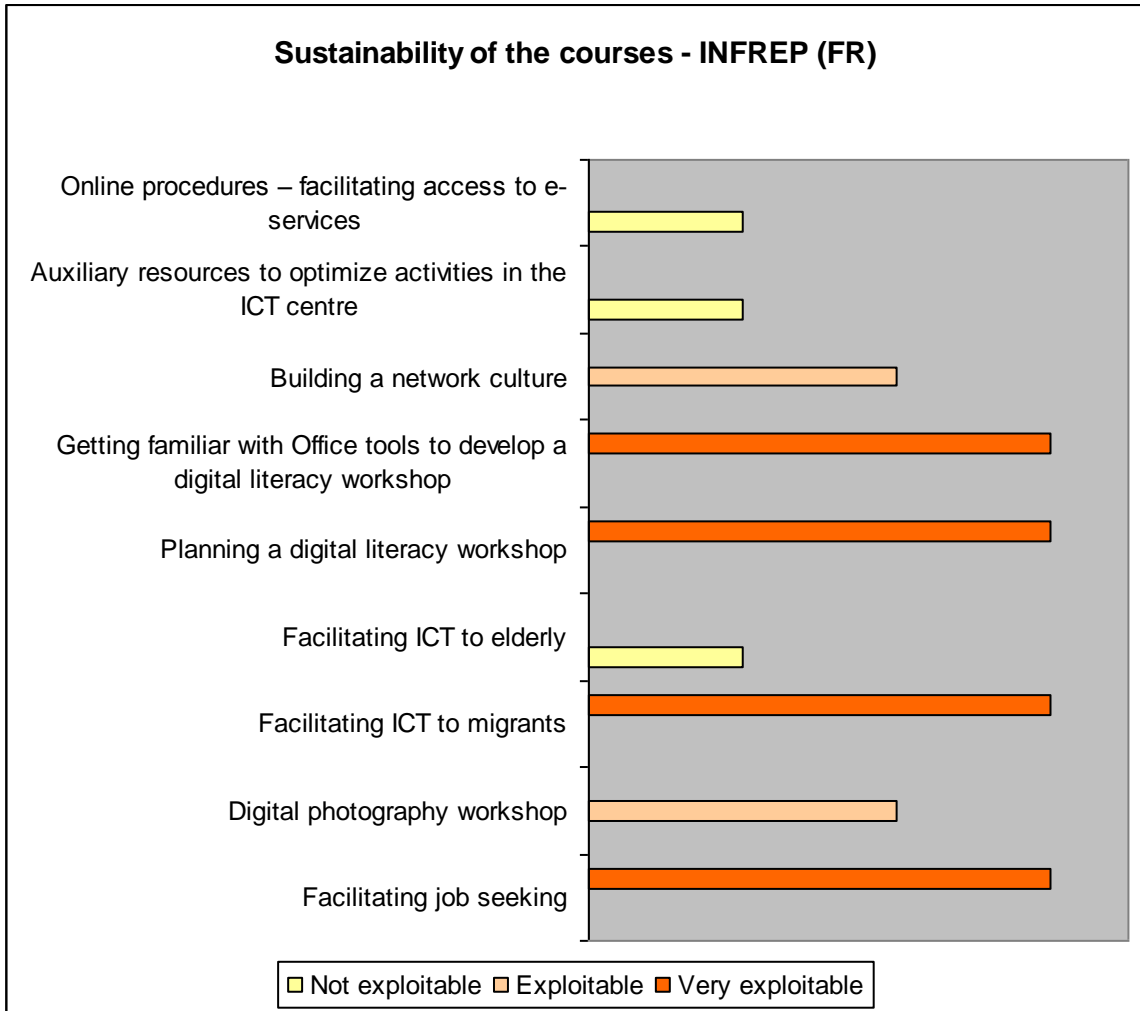 Sustainability of the courses - INFREP (FR)
Online procedures – facilitating access to e-
services
Auxiliary resources to optimize activities in the
ICT centre
Building a network culture
Getting familiar with Office tools to develop a
digital literacy workshop
Planning a digital literacy workshop
Facilitating ICT to elderly
Facilitating ICT to migrants
Digital photography workshop
Facilitating job seeking
Not exploitable Exploitable Very exploitable